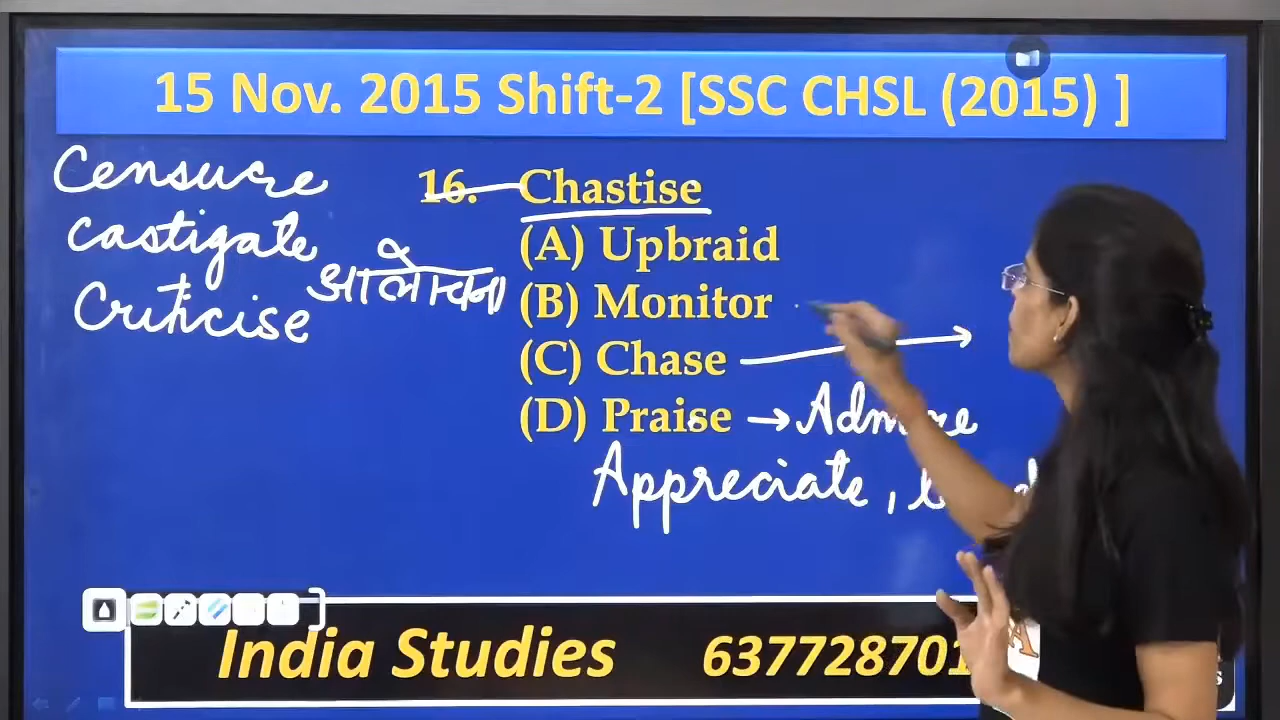 15 Nov. 2015 Shift-2 [SSC CHSL (2015) ]
Censure
Castigate
Criticise
आलोचना
16. Chastise
(A) Upbraid
(B) Monitor
(C) Chase →
(D) Praise → Admire
Appreciate,
India Studies 637728701